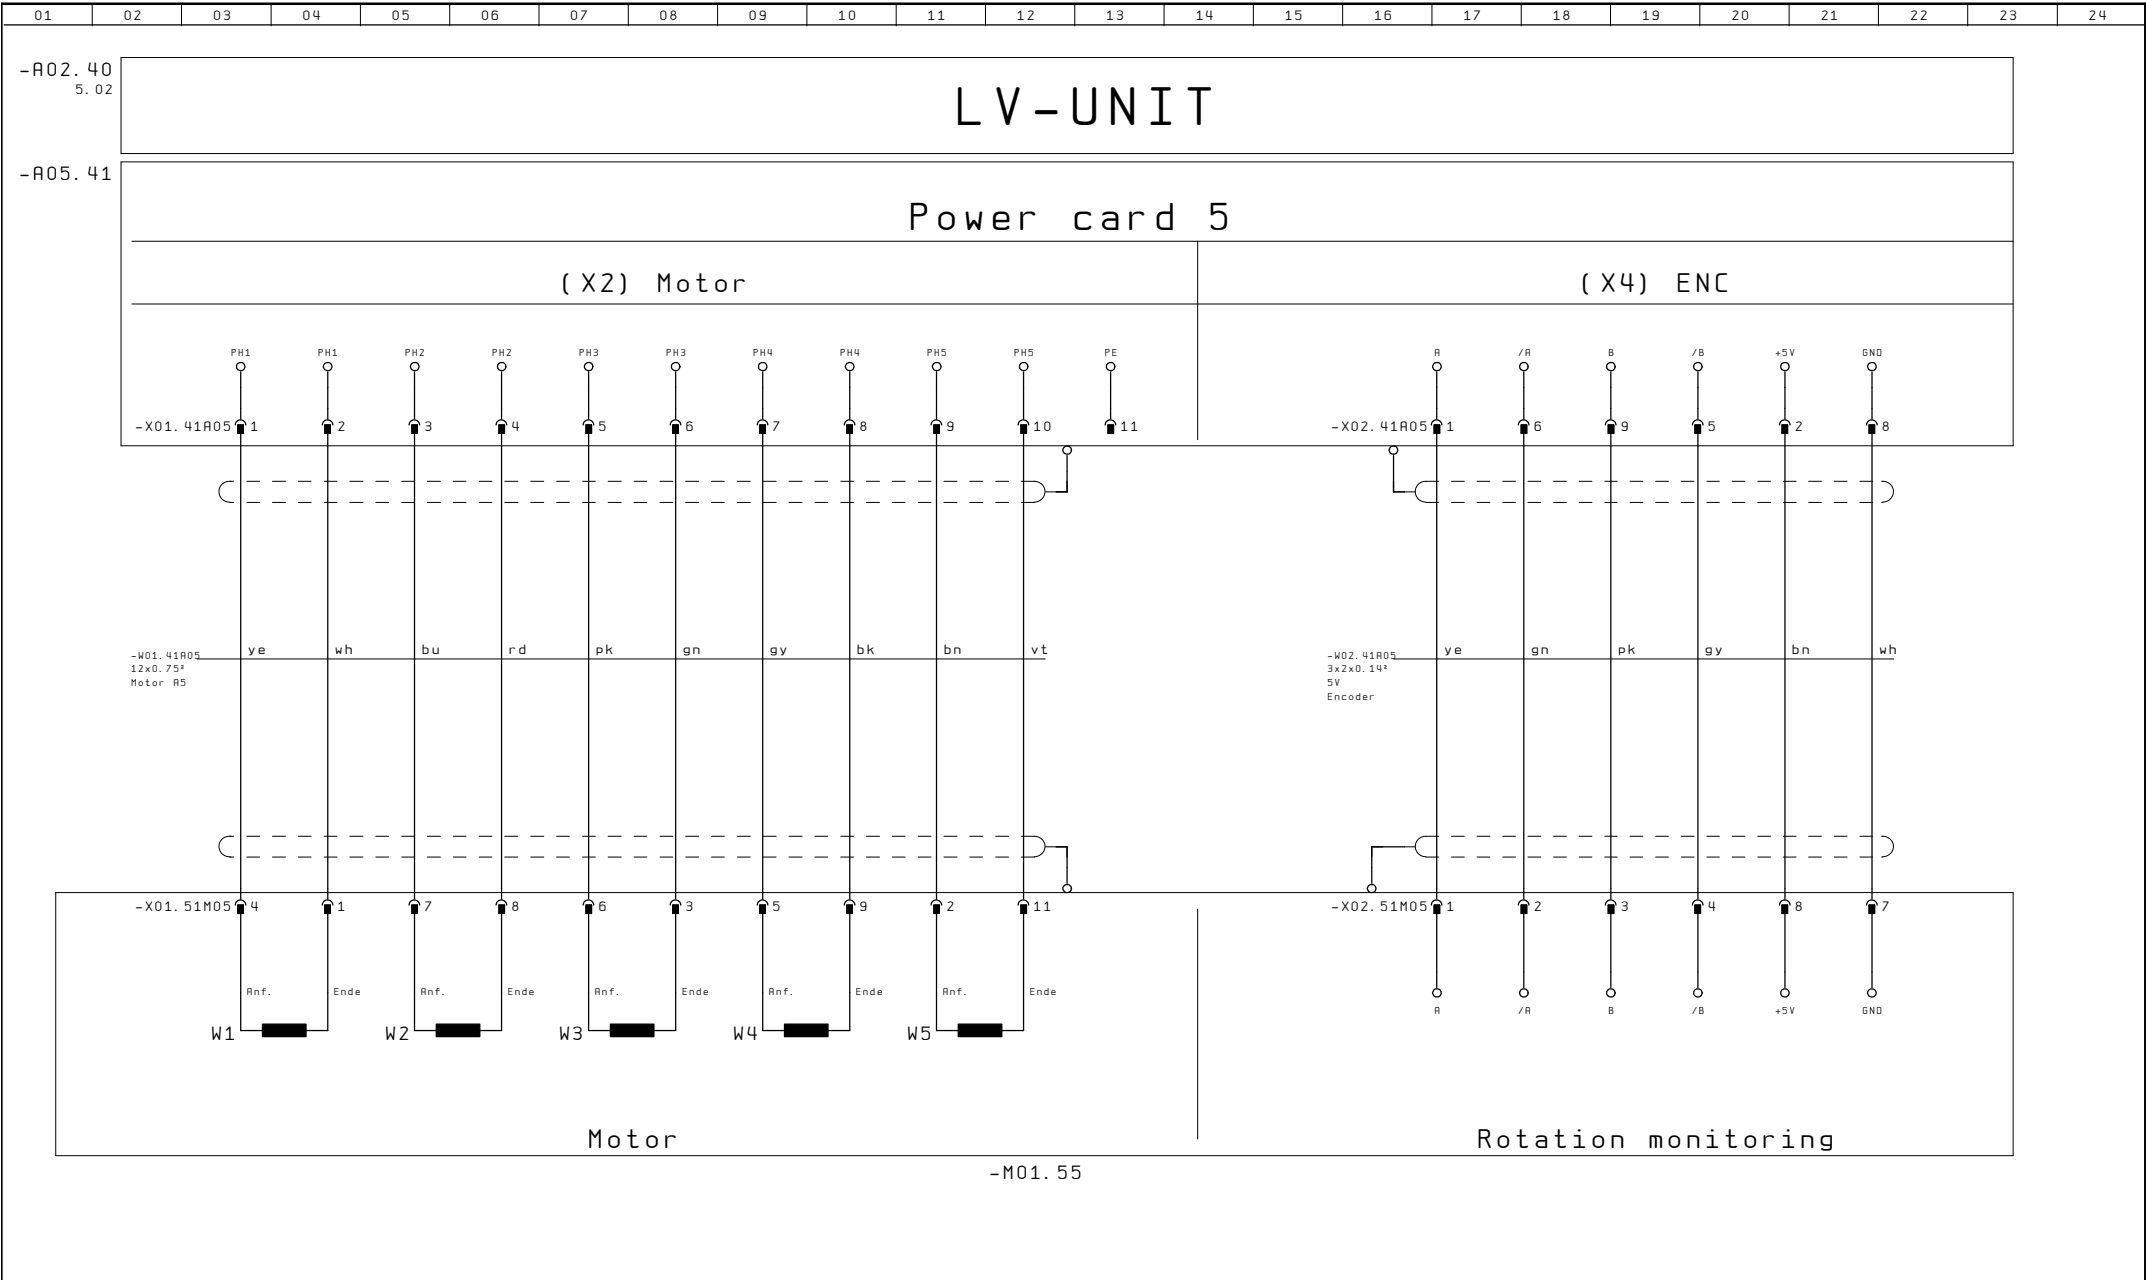 01 02 03 04 05 06 07 08 09 10 11 12 13 14 15 16 17 18 19 20 21 22 23 24
-A02.40
5.02
LV-UNIT
-A05.41
Power card 5
(X2) Motor (X4) ENC
PH1 PH1 PH2 PH2 PH3 PH3 PH4 PH4 PH5 PH5 PE A /A B /B +5V GND
-X01.41A05 1 2 3 4 5 6 7 8 9 10 11 -X02.41A05 1 6 9 5 2 8
ye wh bu rd pk gn gy bk bn vt ye gn pk gy bn wh
-W01.41A05
12x0.75²
Motor A5
-W02.41A05
3x2x0.14²
5V
Encoder
-X01.51M05 4 1 7 8 6 3 5 9 2 11 -X02.51M05 1 2 3 4 8 7
Anf. Ende Anf. Ende Anf. Ende Anf. Ende Anf. Ende
A /A B /B +5V GND
W1 W2 W3 W4 W5
Motor Rotation monitoring
-M01.55